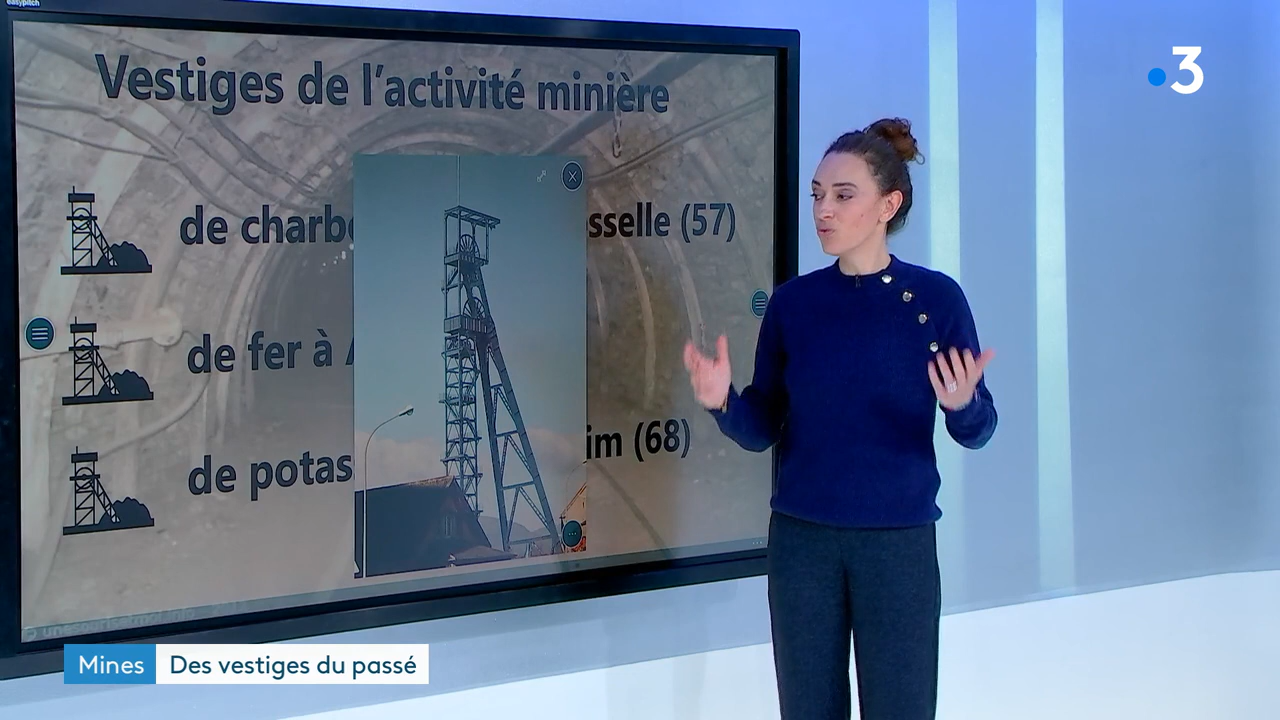 easypitch
3
Vestiges de l'activité minière
de charbo sselle (57)
de fer à
de potas im (68)
Mines Des vestiges du passé